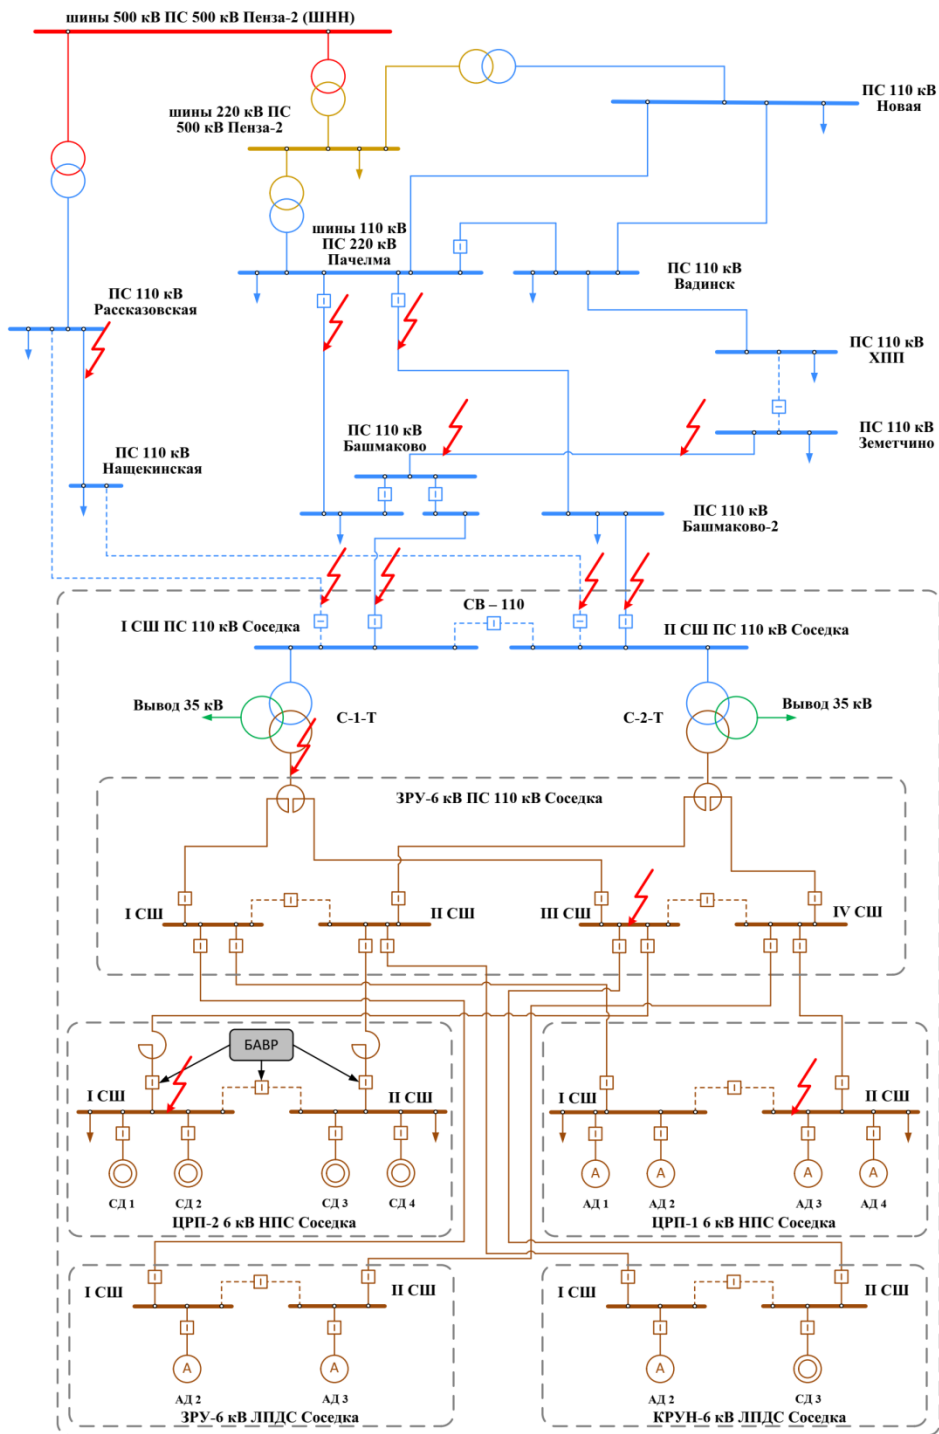 шины 500 кВ ПС 500 кВ Пенза-2 (ШНН)
шины 220 кВ ПС
500 кВ Пенза-2
ПС 110 кВ
Новая
шины 110 кВ
ПС 220 кВ
Пачелма
ПС 110 кВ
Вадинск
ПС 110 кВ
Рассказовская
ПС 110 кВ
ХПП
ПС 110 кВ
Башмаково
ПС 110 кВ
Земетчино
ПС 110 кВ
Нащекинская
ПС 110 кВ
Башмаково-2
СВ – 110
I СШ ПС 110 кВ Соседка
II СШ ПС 110 кВ Соседка
Вывод 35 кВ
С-1-Т
С-2-Т
Вывод 35 кВ
ЗРУ-6 кВ ПС 110 кВ Соседка
I СШ
II СШ
III СШ
IV СШ
БАВР
I СШ
II СШ
I СШ
II СШ
СД 1
СД 2
СД 3
СД 4
А
А
А
А
АД 1
АД 2
АД 3
АД 4
ЦРП-2 6 кВ НПС Соседка
ЦРП-1 6 кВ НПС Соседка
I СШ
II СШ
I СШ
II СШ
А
А
А
АД 2
АД 3
АД 2
СД 3
ЗРУ-6 кВ ЛПДС Соседка
КРУН-6 кВ ЛПДС Соседка